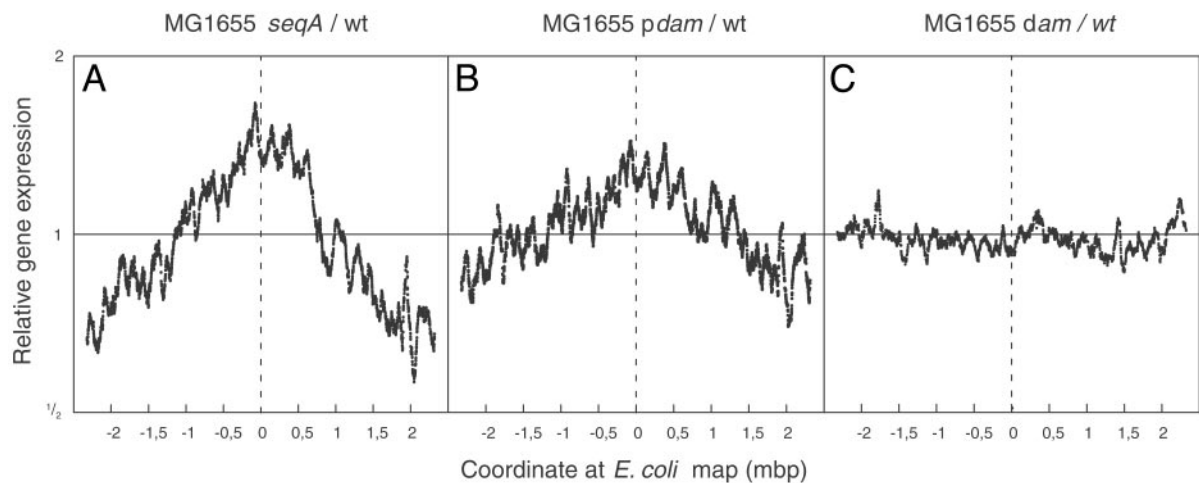 MG1655 seqA / wt
MG1655 pdam / wt
MG1655 dam / wt
2
A
B
C
Relative gene expression
1
1/2
-2 -1,5 -1 -0,5 0 0,5 1 1,5 2
-2 -1,5 -1 -0,5 0 0,5 1 1,5 2
-2 -1,5 -1 -0,5 0 0,5 1 1,5 2
Coordinate at E. coli map (mbp)